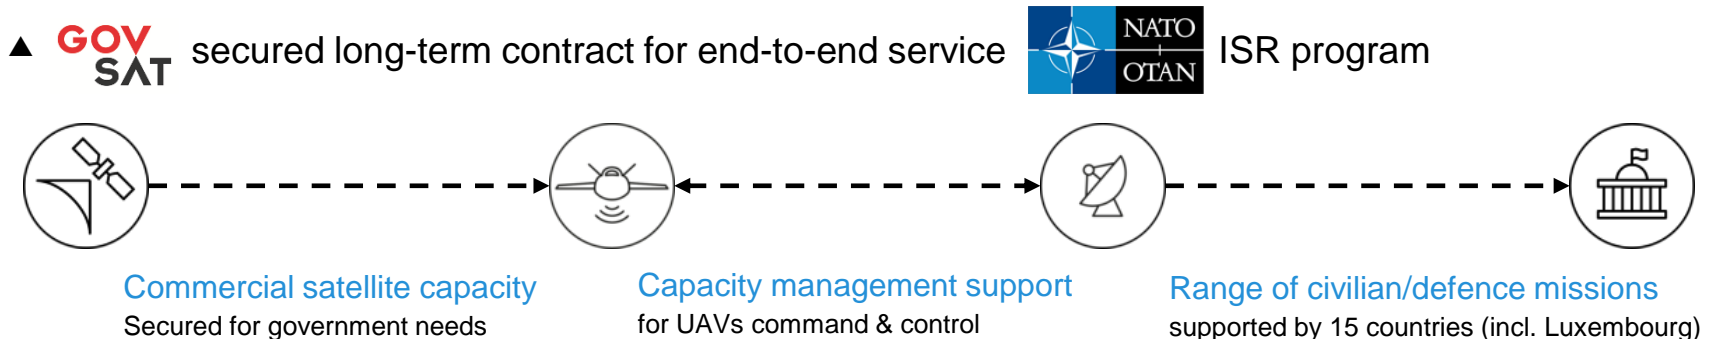 ▲ GOVSAT secured long-term contract for end-to-end service NATO OTAN ISR program
Commercial satellite capacity
Secured for government needs
Capacity management support
for UAVs command & control
Range of civilian/defence missions
supported by 15 countries (incl. Luxembourg)